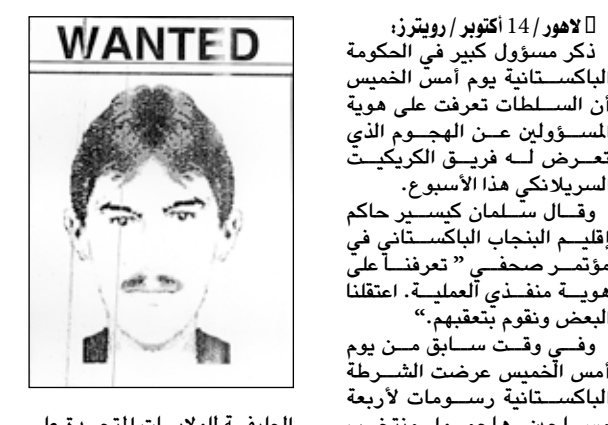 لاهور / 14 أكتوبر / رويترز:
ذكر مسؤول كبير في الحكومة
الباكستانية يوم أمس الخميس
أن السلطات تعرفت على هوية
المسؤولين عن الهجوم الذي
تعرض له فريق الكريكيت
لسريلانكي هذا الأسبوع.
وقال سلمان كيسير حاكم
إقليم البنجاب الباكستاني في
مؤتمر صحفي ” تعرفنا على
هوية منفذي العملية. اعتقلنا
البعض ونقوم بتعقبهم.“
وفي وقت سابق من يوم
أمس الخميس عرضت الشرطة
الباكستانية رسومات لأربعة
WANTED